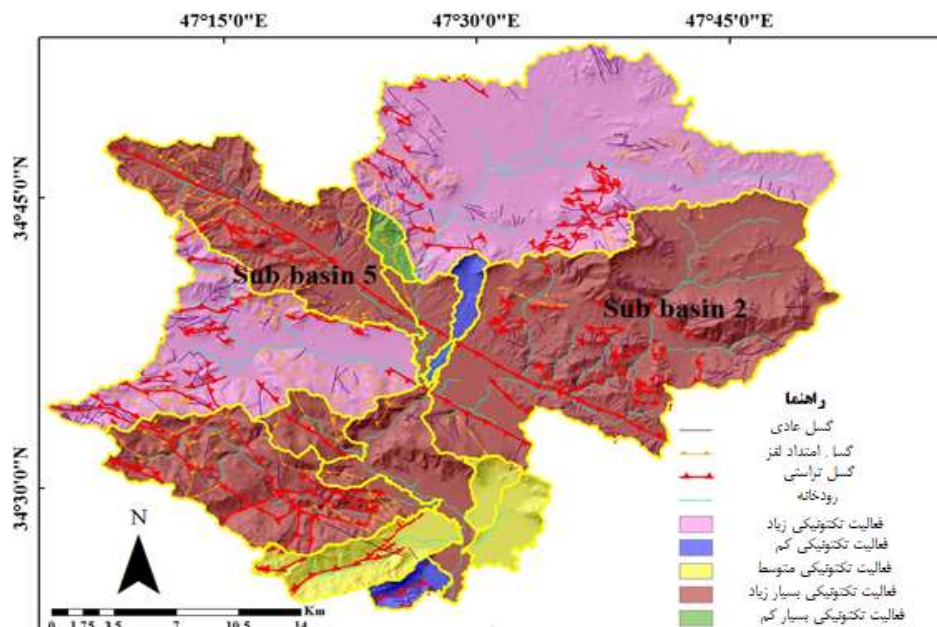 47°15'0"E 47°30'0"E 47°45'0"E
34°45'0"N
Sub basin 5
Sub basin 2
34°30'0"N
N
Km
0 1.75 3.5 7 10.5 14
راهنما
گسل عادی
گسل امتداد لغز
گسل تراستی
رودخانه
فعالیت تکتونیکی زیاد
فعالیت تکتونیکی کم
فعالیت تکتونیکی متوسط
فعالیت تکتونیکی بسیار زیاد
فعالیت تکتونیکی بسیار کم